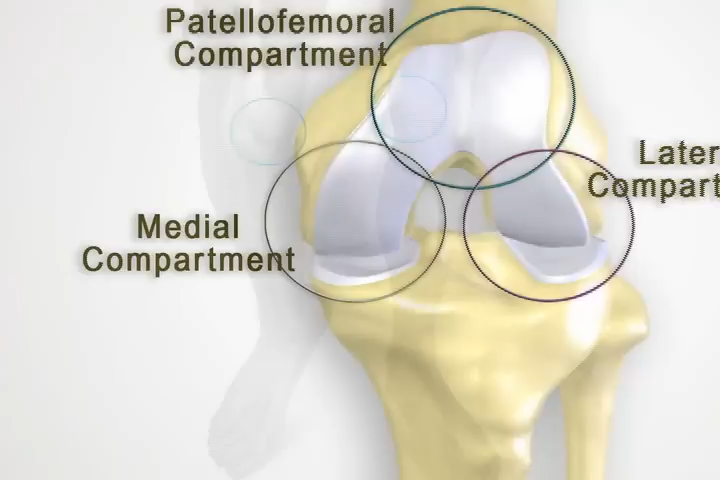 Patellofemoral
Compartment
Later
Compart
Medial
Compartment